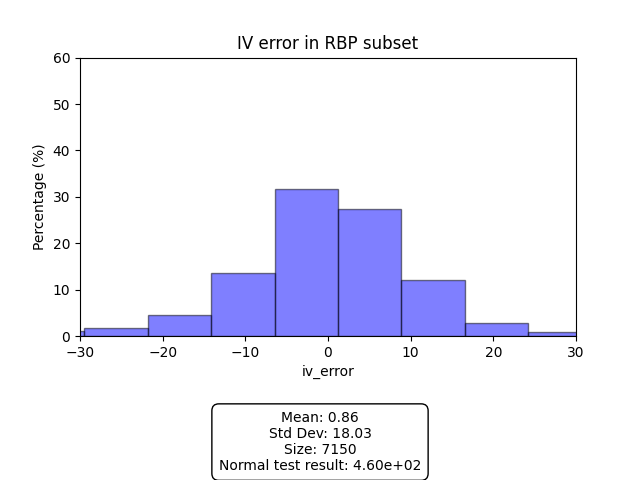 IV error in RBP subset
60
50
40
30
20
10
0
Percentage (%)
−30
−20
−10
0
10
20
30
iv_error
Mean: 0.86
Std Dev: 18.03
Size: 7150
Normal test result: 4.60e+02